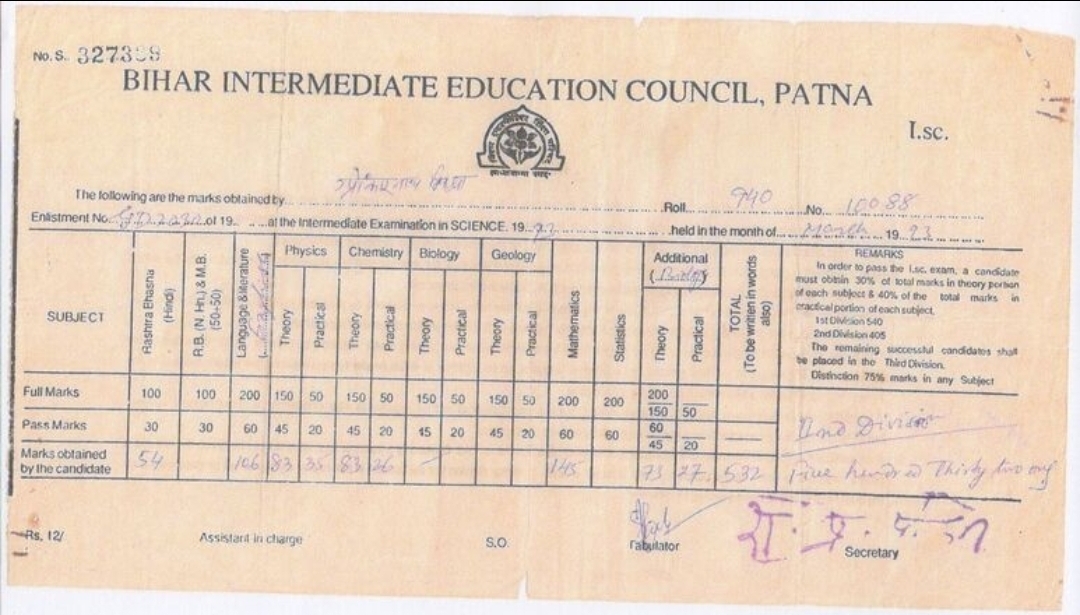 No. S. 327398
BIHAR INTERMEDIATE EDUCATION COUNCIL, PATNA
I.sc.
The following are the marks obtained by.......... Roll... 940 ... No... 10088
Enlistment No. of 19.. ....at the Intermediate Examination in SCIENCE. 19.. ....held in the month of... March... 19..
SUBJECT
Rashtra Bhasha (Hindi)
R.B. (N. Hn.) & M.B. (50+50)
Language & literature
Physics Theory Practical
Chemistry Theory Practical
Biology Theory Practical
Geology Theory Practical
Mathematics
Statistics
Additional (Biology) Theory Practical
TOTAL (To be written in words also)
REMARKS
In order to pass the I.sc. exam, a candidate
must obtain 30% of total marks in theory portion
of each subject & 40% of the total marks in
practical portion of each subject.
1st Division 540
2nd Division 405
The remaining successful candidates shall
be placed in the Third Division.
Distinction 75% marks in any Subject
Full Marks 100 100 200 150 50 150 50 150 50 150 50 200 200 200 150 50
Pass Marks 30 30 60 45 20 45 20 45 20 45 20 60 60 60 45 20 ——
IInd Division
Marks obtained by the candidate 54 106 83 35 83 26 — 145 73 27 532 Five hundred Thirty two only
Rs. 12/
Assistant in charge
S.O.
Tabulator
Secretary